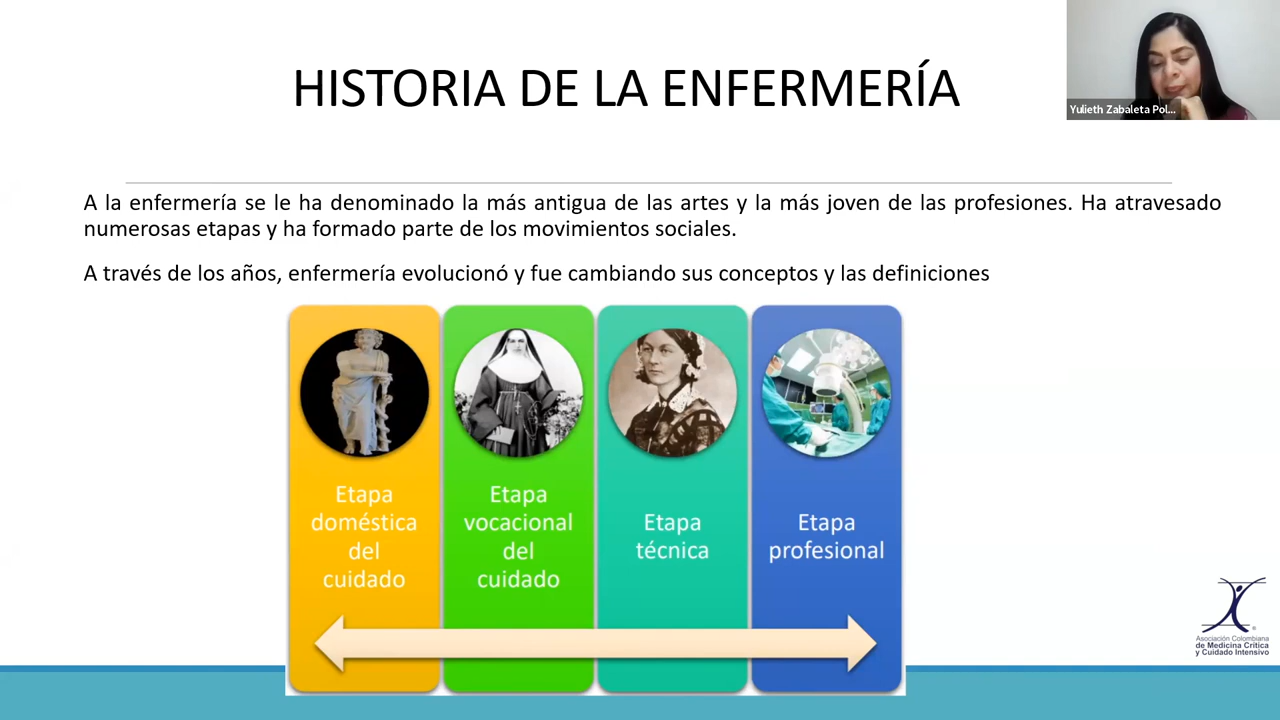 HISTORIA DE LA ENFERMERÍA
Yulieth Zabaleta Pol...
A la enfermería se le ha denominado la más antigua de las artes y la más joven de las profesiones. Ha atravesado
numerosas etapas y ha formado parte de los movimientos sociales.
A través de los años, enfermería evolucionó y fue cambiando sus conceptos y las definiciones
Etapa
doméstica
del
cuidado
Etapa
vocacional
del
cuidado
Etapa
técnica
Etapa
profesional
Asociación Colombiana
de Medicina Crítica
y Cuidado Intensivo